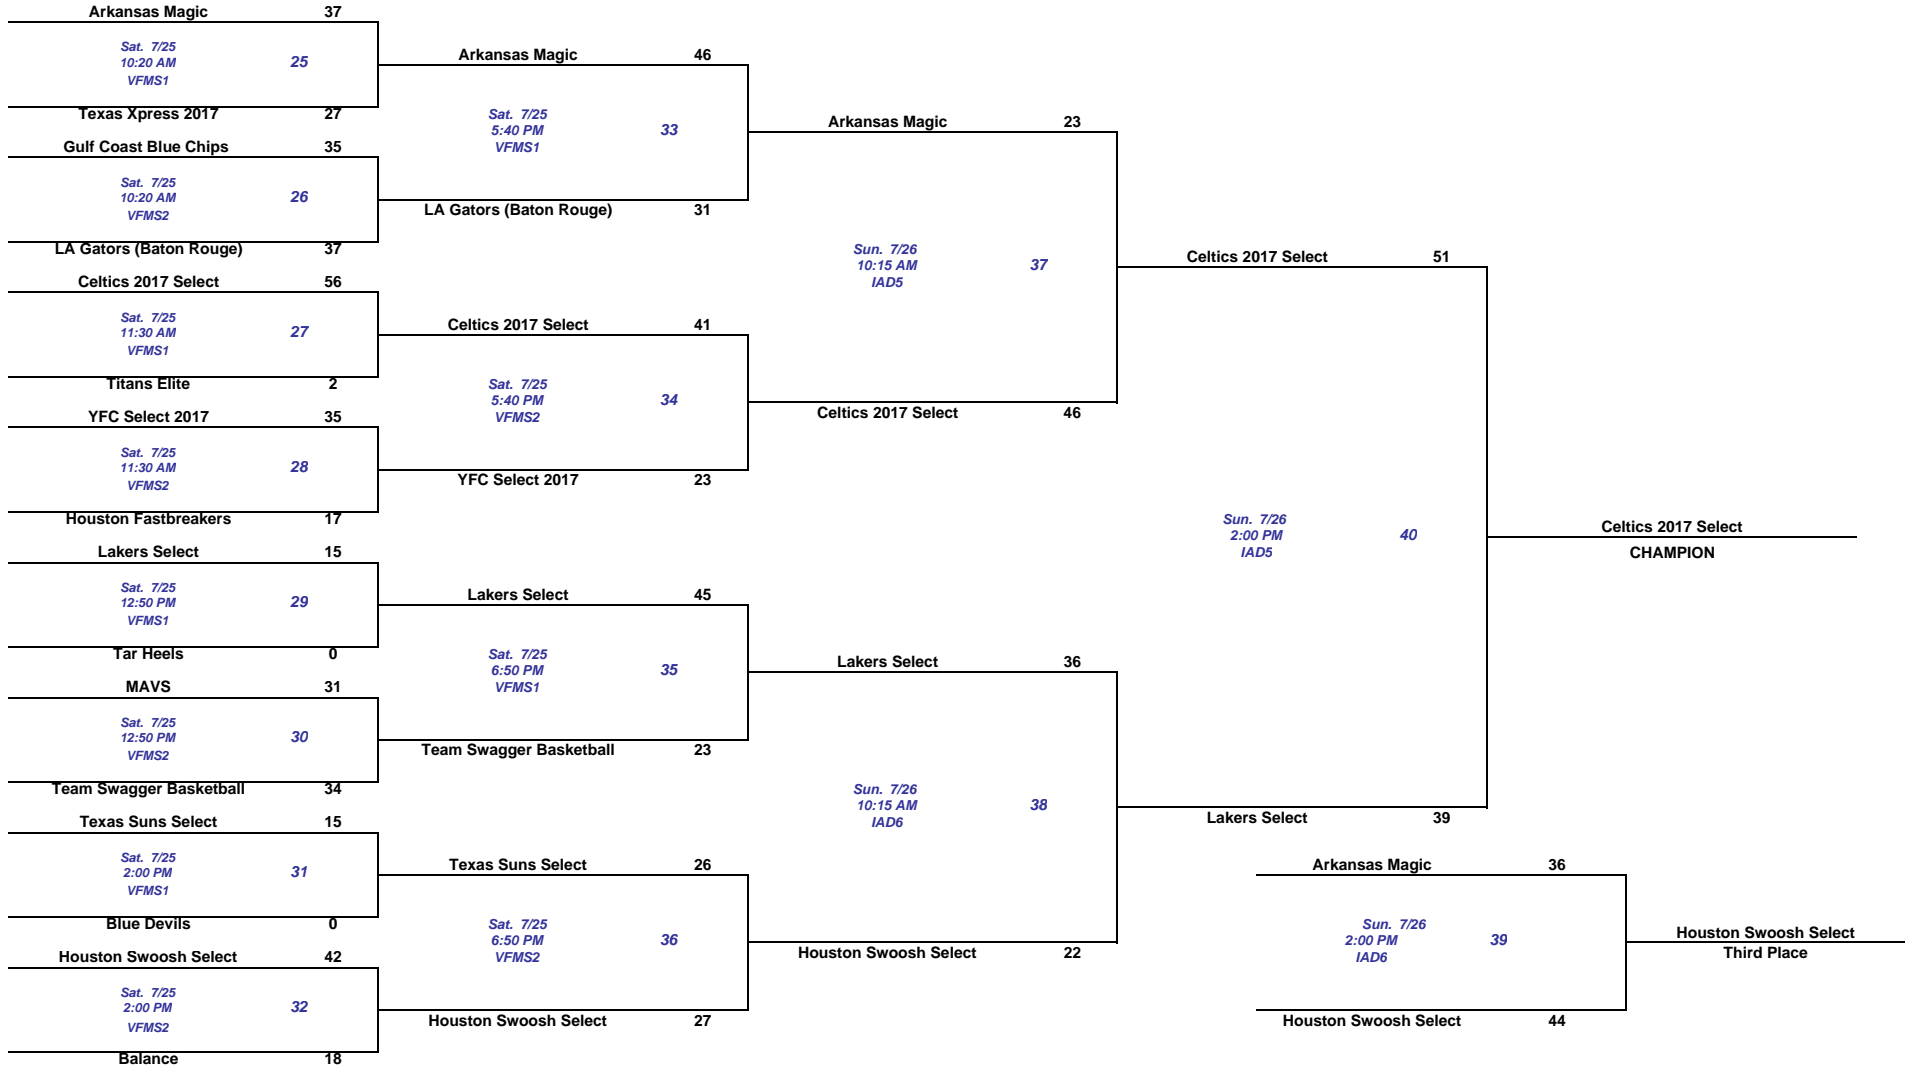 Arkansas Magic 37
Sat. 7/25
10:20 AM 25
VFMS1
Texas Xpress 2017 27
Gulf Coast Blue Chips 35
Sat. 7/25
10:20 AM 26
VFMS2
LA Gators (Baton Rouge) 37
Celtics 2017 Select 56
Sat. 7/25
11:30 AM 27
VFMS1
Titans Elite 2
YFC Select 2017 35
Sat. 7/25
11:30 AM 28
VFMS2
Houston Fastbreakers 17
Lakers Select 15
Sat. 7/25
12:50 PM 29
VFMS1
Tar Heels 0
MAVS 31
Sat. 7/25
12:50 PM 30
VFMS2
Team Swagger Basketball 34
Texas Suns Select 15
Sat. 7/25
2:00 PM 31
VFMS1
Blue Devils 0
Houston Swoosh Select 42
Sat. 7/25
2:00 PM 32
VFMS2
Balance 18
Arkansas Magic 46
Sat. 7/25
5:40 PM 33
VFMS1
LA Gators (Baton Rouge) 31
Celtics 2017 Select 41
Sat. 7/25
5:40 PM 34
VFMS2
YFC Select 2017 23
Lakers Select 45
Sat. 7/25
6:50 PM 35
VFMS1
Team Swagger Basketball 23
Texas Suns Select 26
Sat. 7/25
6:50 PM 36
VFMS2
Houston Swoosh Select 27
Arkansas Magic 23
Sun. 7/26
10:15 AM 37
IAD5
Celtics 2017 Select 46
Lakers Select 36
Sun. 7/26
10:15 AM 38
IAD6
Houston Swoosh Select 22
Celtics 2017 Select 51
Sun. 7/26
2:00 PM 40
IAD5
Lakers Select 39
Celtics 2017 Select
CHAMPION
Arkansas Magic 36
Sun. 7/26
2:00 PM 39
IAD6
Houston Swoosh Select 44
Houston Swoosh Select
Third Place